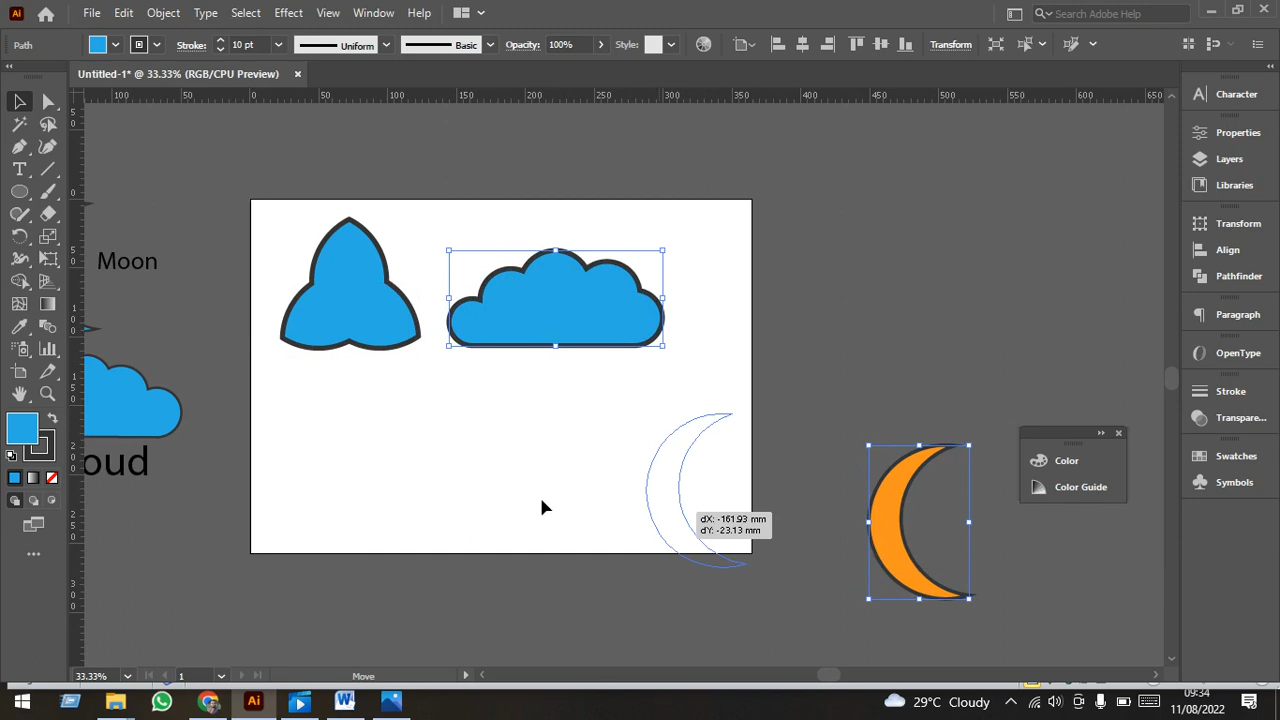 Ai File Edit Object Type Select Effect View Window Help Search Adobe Help
Path Stroke: 10 pt Uniform Basic Opacity: 100% Style: Transform
Untitled-1* @ 33.33% (RGB/CPU Preview) ×
100 50 0 50 100 150 200 250 300 350 400 450 500 550 600 650
Character
Properties
Layers
Libraries
Transform
Align
Pathfinder
Paragraph
OpenType
Stroke
Transpare...
Swatches
Symbols
Moon
oud
Color
Color Guide
dX: -161.93 mm
dY: -23.13 mm
33.33% 1 Move
29°C Cloudy
09:34
11/08/2022